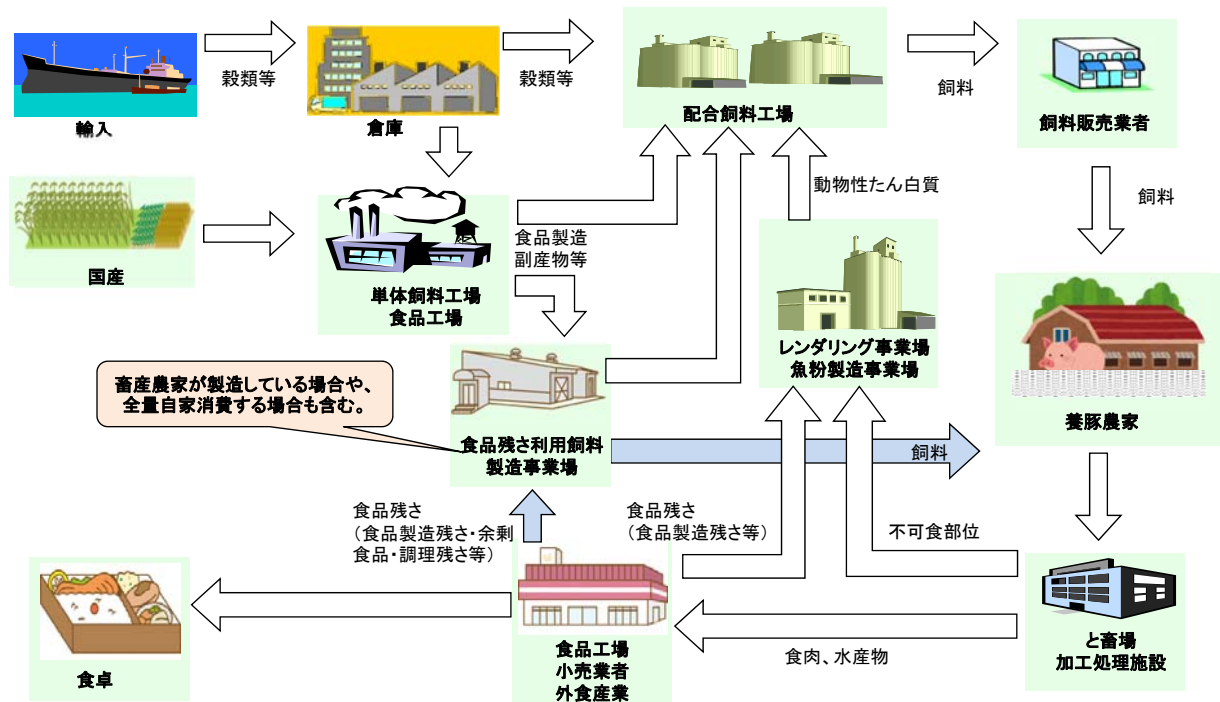 穀類等
穀類等
飼料
輸入
倉庫
配合飼料工場
飼料販売業者
動物性たん白質
飼料
食品製造
副産物等
国産
単体飼料工場
食品工場
レンダリング事業場
魚粉製造事業場
畜産農家が製造している場合や、
全量自家消費する場合も含む。
養豚農家
食品残さ利用飼料
製造事業場
飼料
食品残さ
(食品製造残さ・余剰
食品・調理残さ等)
食品残さ
(食品製造残さ等)
不可食部位
食卓
食品工場
小売業者
外食産業
食肉、水産物
と畜場
加工処理施設